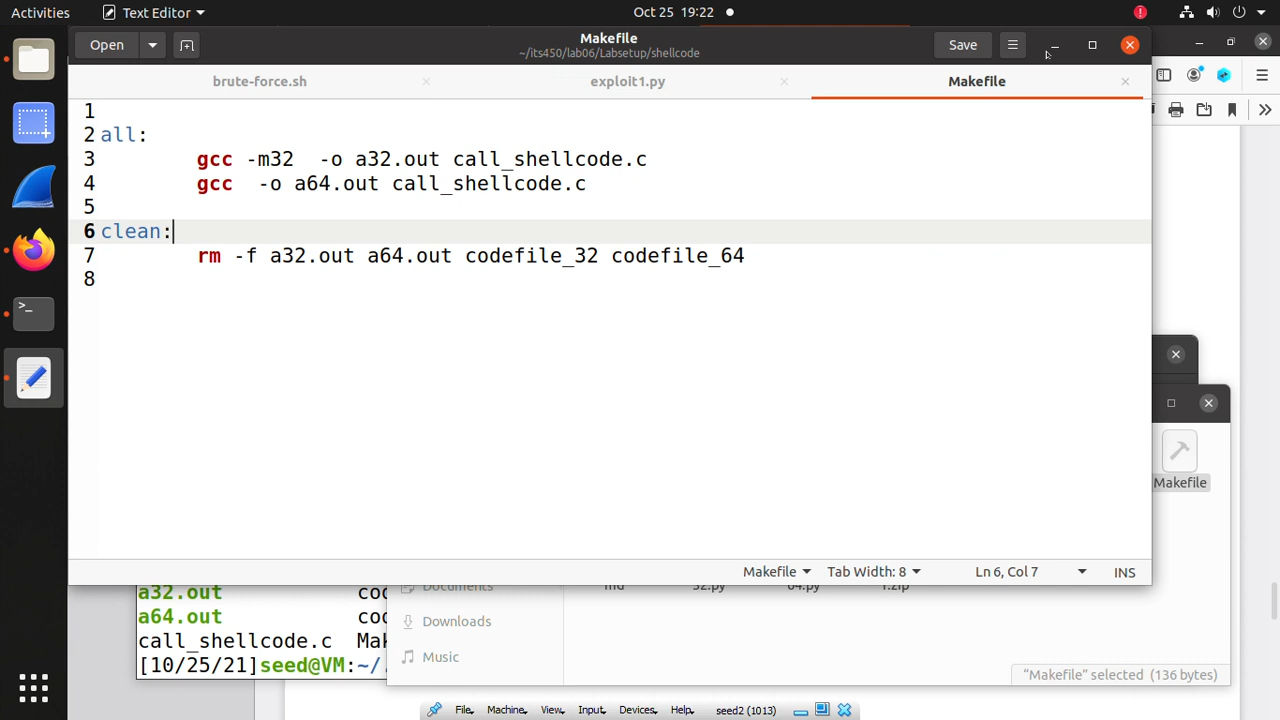 Activities Text Editor Oct 25 19:22
Open Makefile Save
~/its450/lab06/Labsetup/shellcode
brute-force.sh exploit1.py Makefile
1
2 all:
3 gcc -m32  -o a32.out call_shellcode.c
4 gcc  -o a64.out call_shellcode.c
5
6 clean:
7 rm -f a32.out a64.out codefile_32 codefile_64
8
Makefile
Makefile Tab Width: 8 Ln 6, Col 7 INS
a32.out
a64.out
call_shellcode.c
[10/25/21]seed@VM:~/.
Documents
Downloads
Music
"Makefile" selected (136 bytes)
File Machine View Input Devices Help seed2 (1013)